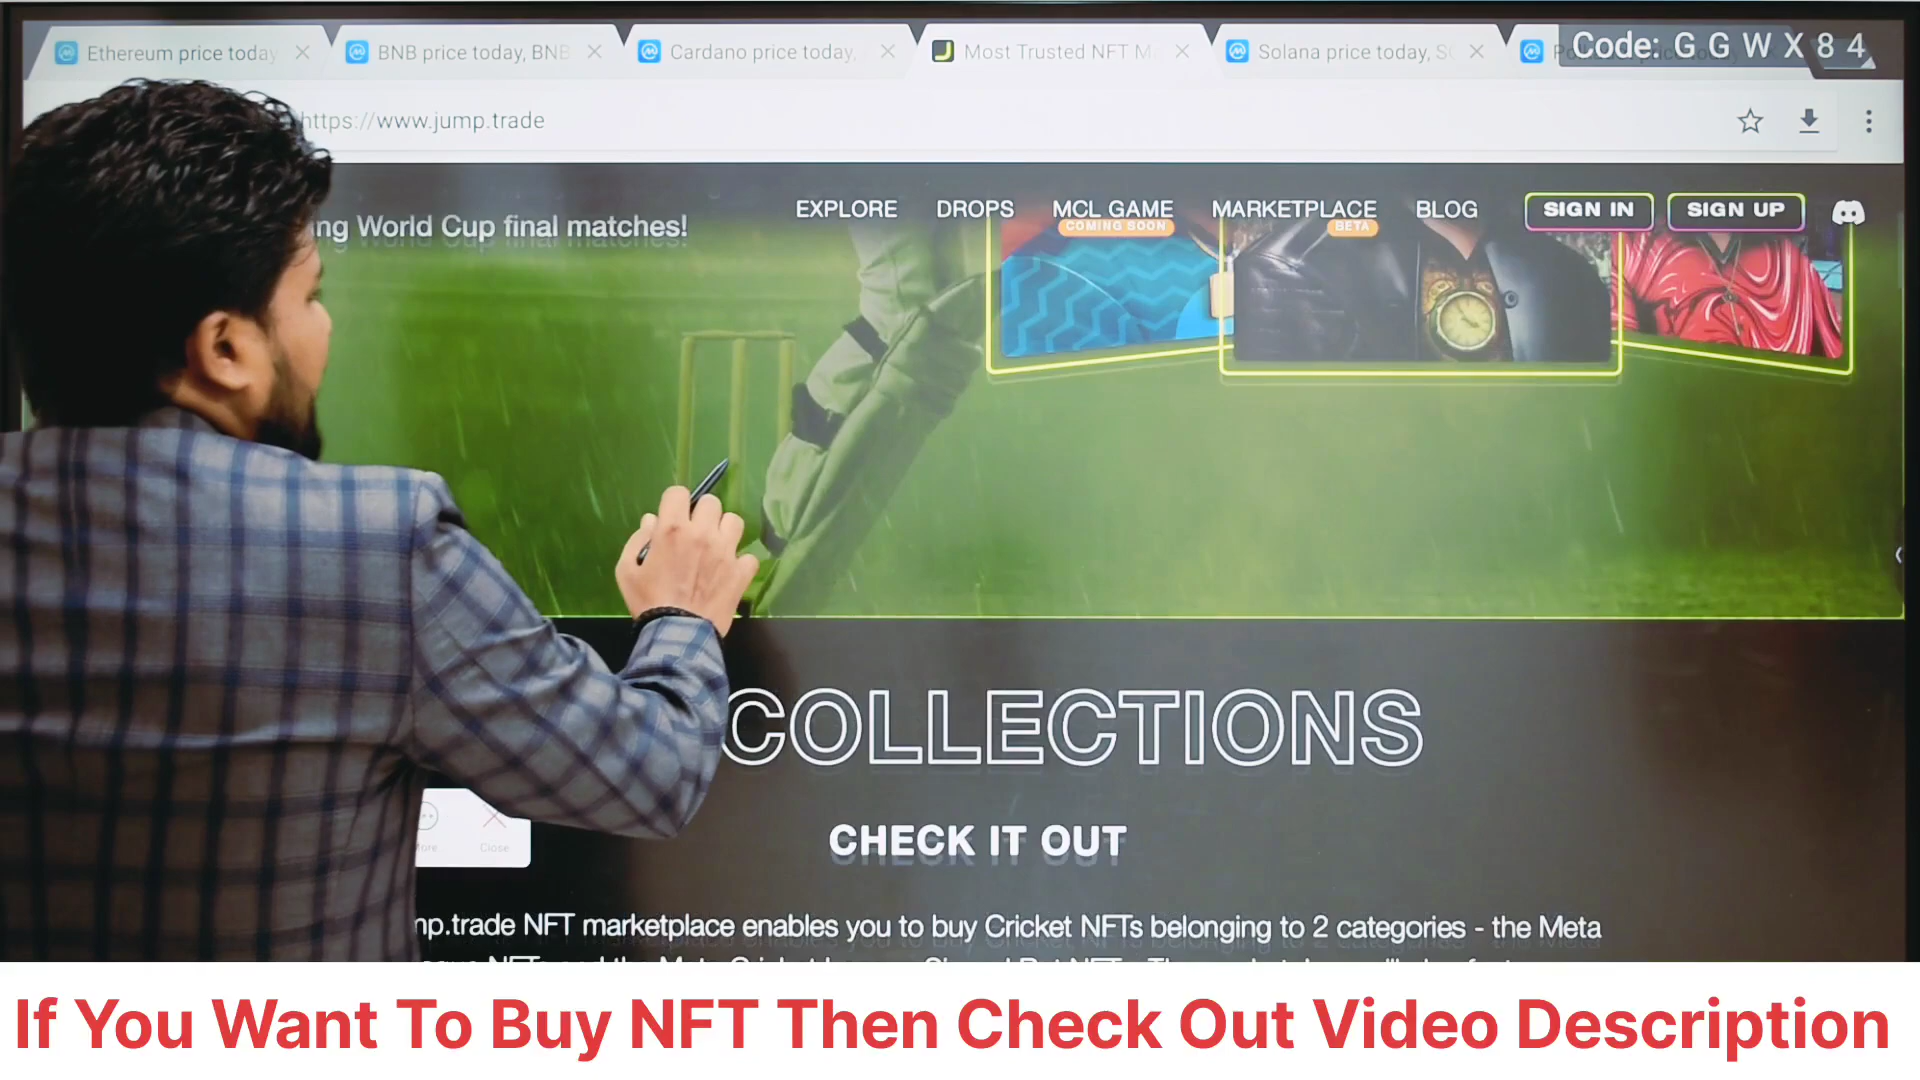 Ethereum price today
BNB price today, BNB
Cardano price today,
Most Trusted NFT M
Solana price today, S
Code: G G W X 8 4
https://www.jump.trade
ng World Cup final matches!
EXPLORE
DROPS
MCL GAME
COMING SOON
MARKETPLACE
BETA
BLOG
SIGN IN
SIGN UP
COLLECTIONS
Close
CHECK IT OUT
mp.trade NFT marketplace enables you to buy Cricket NFTs belonging to 2 categories - the Meta
If You Want To Buy NFT Then Check Out Video Description